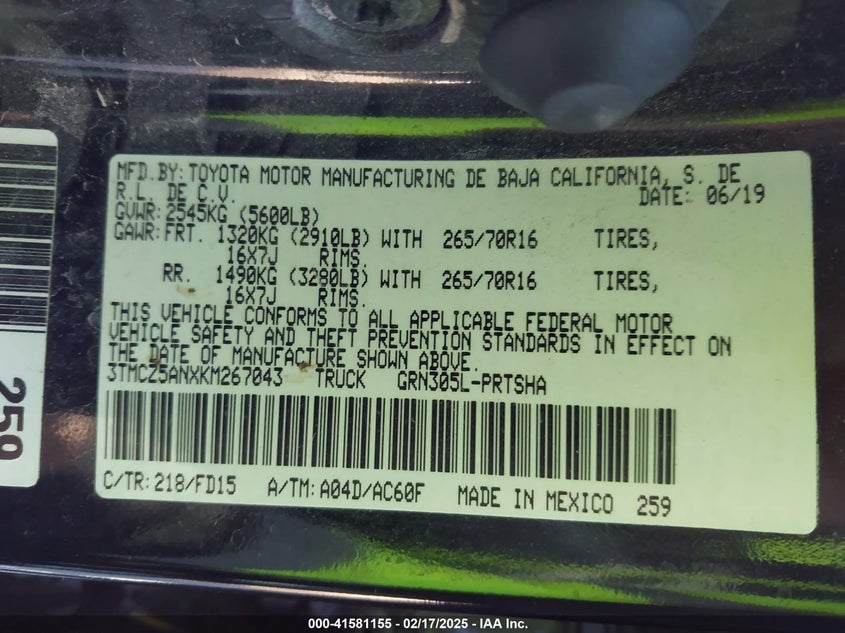 MFD.BY: TOYOTA MOTOR MANUFACTURING DE BAJA CALIFORNIA, S. DE
R.L. DE C.V. DATE: 06/19
GVWR: 2545KG (5600LB)
GAWR: FRT. 1320KG (2910LB) WITH 265/70R16 TIRES,
16X7J RIMS.
RR. 1490KG (3280LB) WITH 265/70R16 TIRES,
16X7J RIMS.
THIS VEHICLE CONFORMS TO ALL APPLICABLE FEDERAL MOTOR
VEHICLE SAFETY AND THEFT PREVENTION STANDARDS IN EFFECT ON
THE DATE OF MANUFACTURE SHOWN ABOVE.
3TMCZ5ANXKM267043 TRUCK GRN305L-PRTSHA
C/TR: 218/FD15 A/TM: A04D/AC60F MADE IN MEXICO 259
259
000-41581155 - 02/17/2025 - IAA Inc.